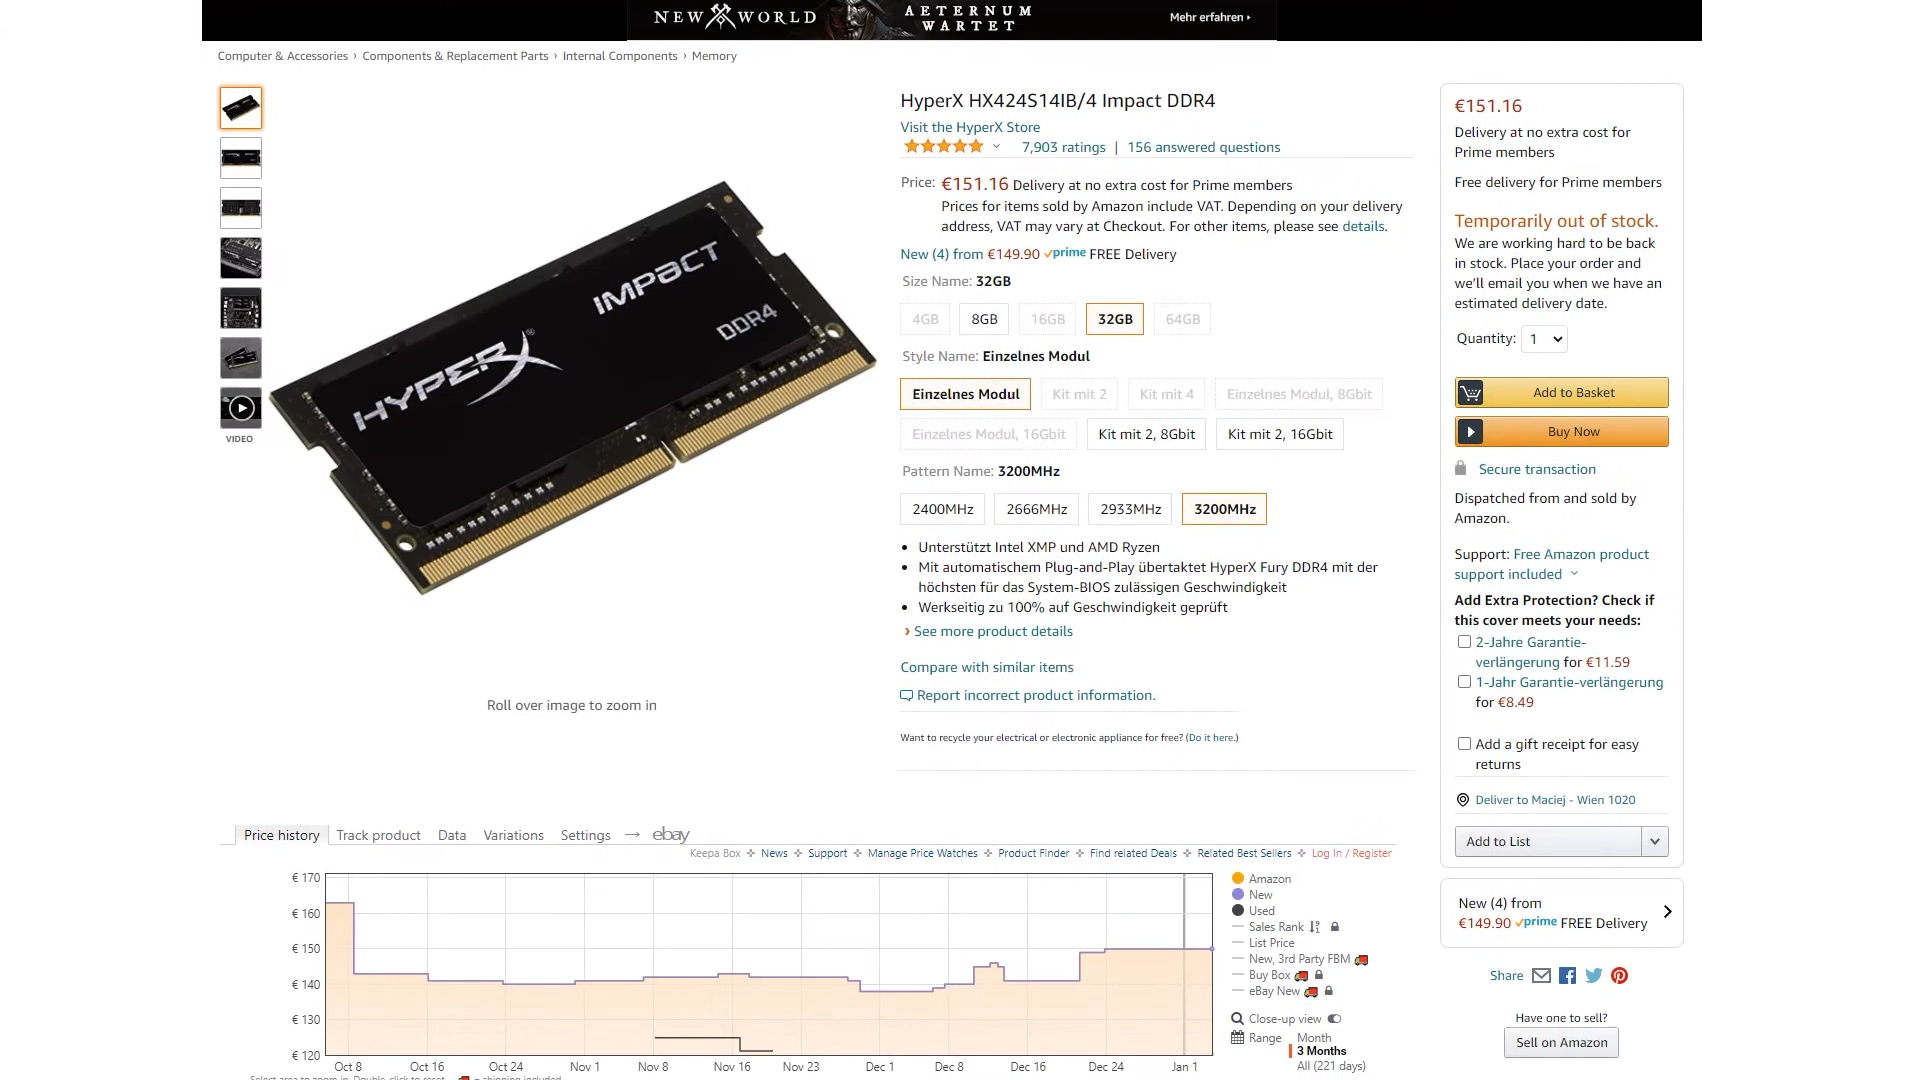 NEW WORLD
AETERNUM
WARTET
Mehr erfahren ▸
Computer & Accessories › Components & Replacement Parts › Internal Components › Memory
VIDEO
HYPERX
IMPACT
DDR4
Roll over image to zoom in
HyperX HX424S14IB/4 Impact DDR4
Visit the HyperX Store
7,903 ratings | 156 answered questions
Price: €151.16 Delivery at no extra cost for Prime members
Prices for items sold by Amazon include VAT. Depending on your delivery
address, VAT may vary at Checkout. For other items, please see details.
New (4) from €149.90 prime FREE Delivery
Size Name: 32GB
4GB 8GB 16GB 32GB 64GB
Style Name: Einzelnes Modul
Einzelnes Modul Kit mit 2 Kit mit 4 Einzelnes Modul, 8Gbit
Einzelnes Modul, 16Gbit Kit mit 2, 8Gbit Kit mit 2, 16Gbit
Pattern Name: 3200MHz
2400MHz 2666MHz 2933MHz 3200MHz
• Unterstützt Intel XMP und AMD Ryzen
• Mit automatischem Plug-and-Play übertaktet HyperX Fury DDR4 mit der
höchsten für das System-BIOS zulässigen Geschwindigkeit
• Werkseitig zu 100% auf Geschwindigkeit geprüft
› See more product details
Compare with similar items
Report incorrect product information.
Want to recycle your electrical or electronic appliance for free? (Do it here.)
€151.16
Delivery at no extra cost for
Prime members
Free delivery for Prime members
Temporarily out of stock.
We are working hard to be back
in stock. Place your order and
we'll email you when we have an
estimated delivery date.
Quantity: 1
Add to Basket
Buy Now
Secure transaction
Dispatched from and sold by
Amazon.
Support: Free Amazon product
support included
Add Extra Protection? Check if
this cover meets your needs:
2-Jahre Garantie-
verlängerung for €11.59
1-Jahr Garantie-verlängerung
for €8.49
Add a gift receipt for easy
returns
Deliver to Maciej - Wien 1020
Add to List
New (4) from
€149.90 prime FREE Delivery
Share
Have one to sell?
Sell on Amazon
Price history Track product Data Variations Settings → ebay
Keepa Box News Support Manage Price Watches Product Finder Find related Deals Related Best Sellers Log In / Register
€ 170
€ 160
€ 150
€ 140
€ 130
€ 120
Oct 8 Oct 16 Oct 24 Nov 1 Nov 8 Nov 16 Nov 23 Dec 1 Dec 8 Dec 16 Dec 24 Jan 1
Amazon
New
Used
Sales Rank
List Price
New, 3rd Party FBM
Buy Box
eBay New
Close-up view
Range Month
3 Months
All (221 days)
Select area to zoom in. Double-click to reset. = shipping included